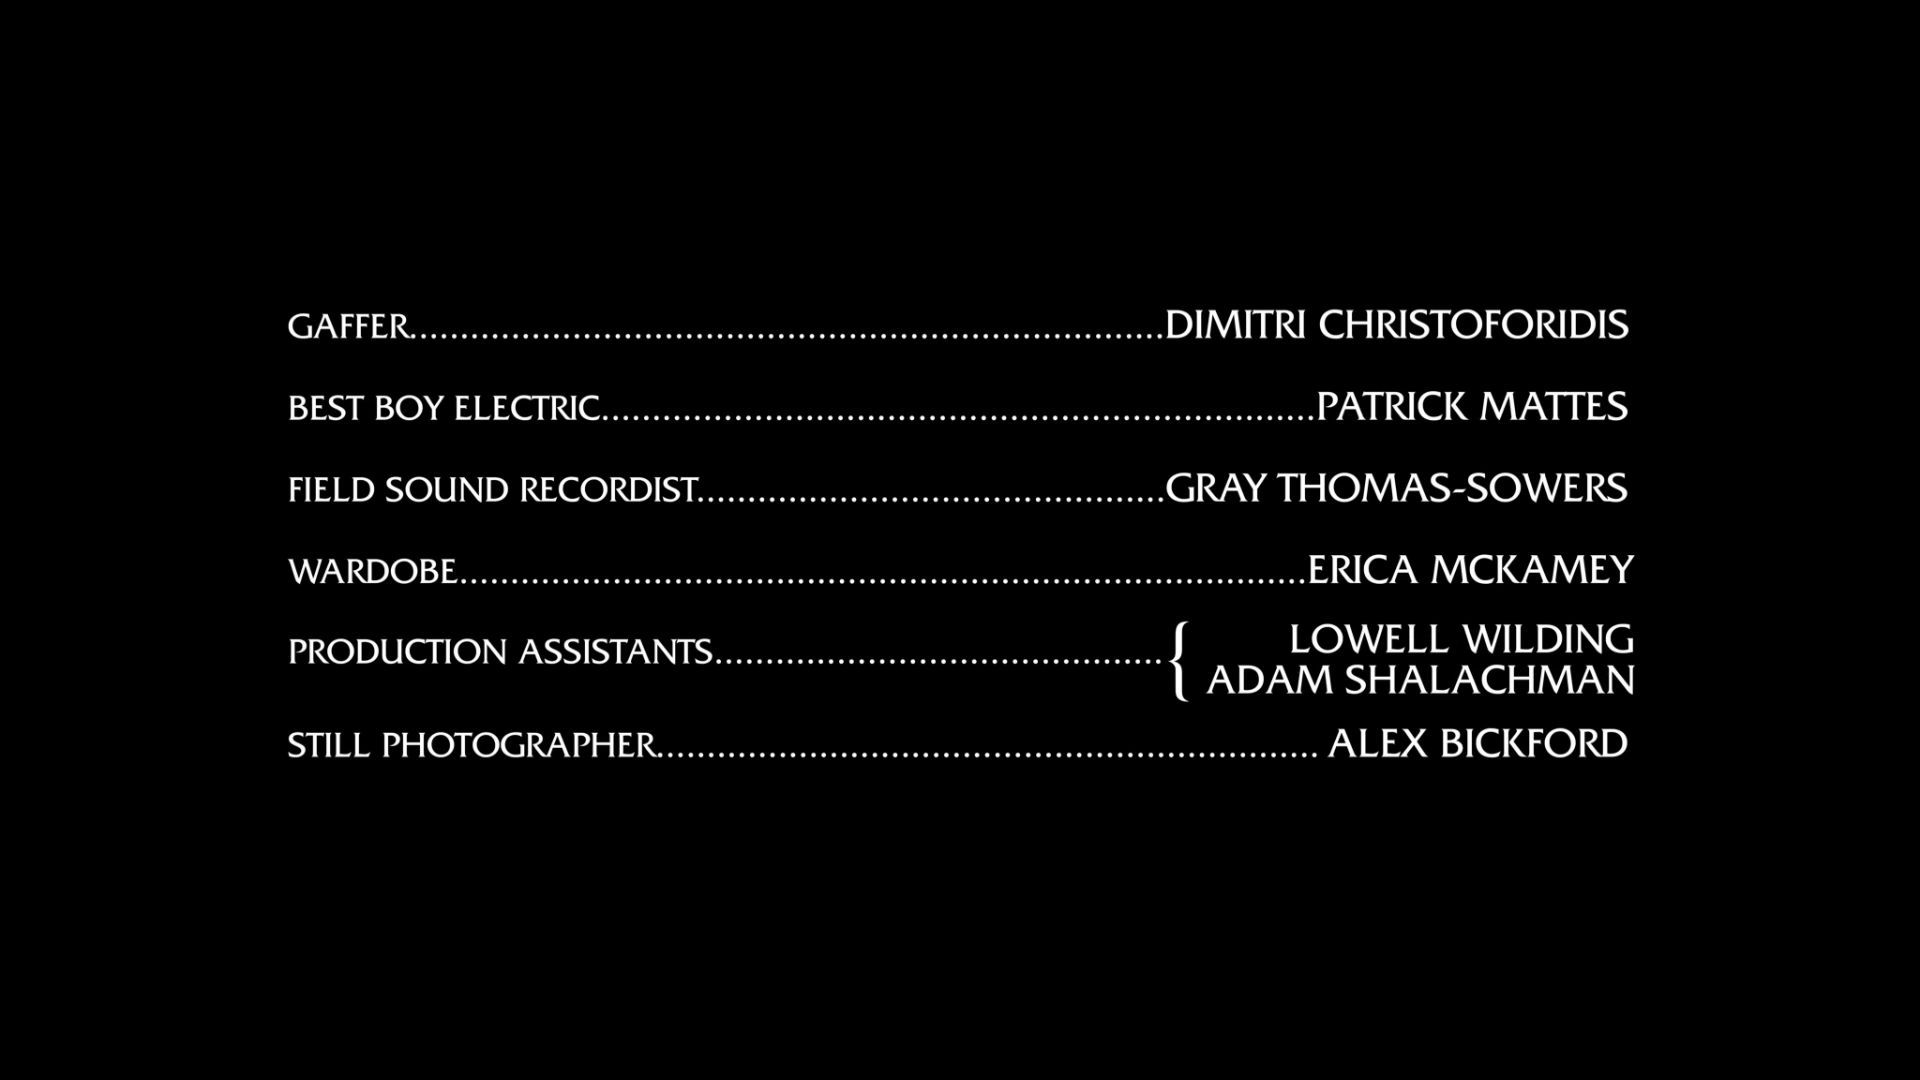 GAFFER..........................................................................DIMITRI CHRISTOFORIDIS
BEST BOY ELECTRIC......................................................................PATRICK MATTES
FIELD SOUND RECORDIST..............................................GRAY THOMAS-SOWERS
WARDOBE...................................................................................ERICA MCKAMEY
PRODUCTION ASSISTANTS............................................{ LOWELL WILDING
ADAM SHALACHMAN
STILL PHOTOGRAPHER................................................................. ALEX BICKFORD